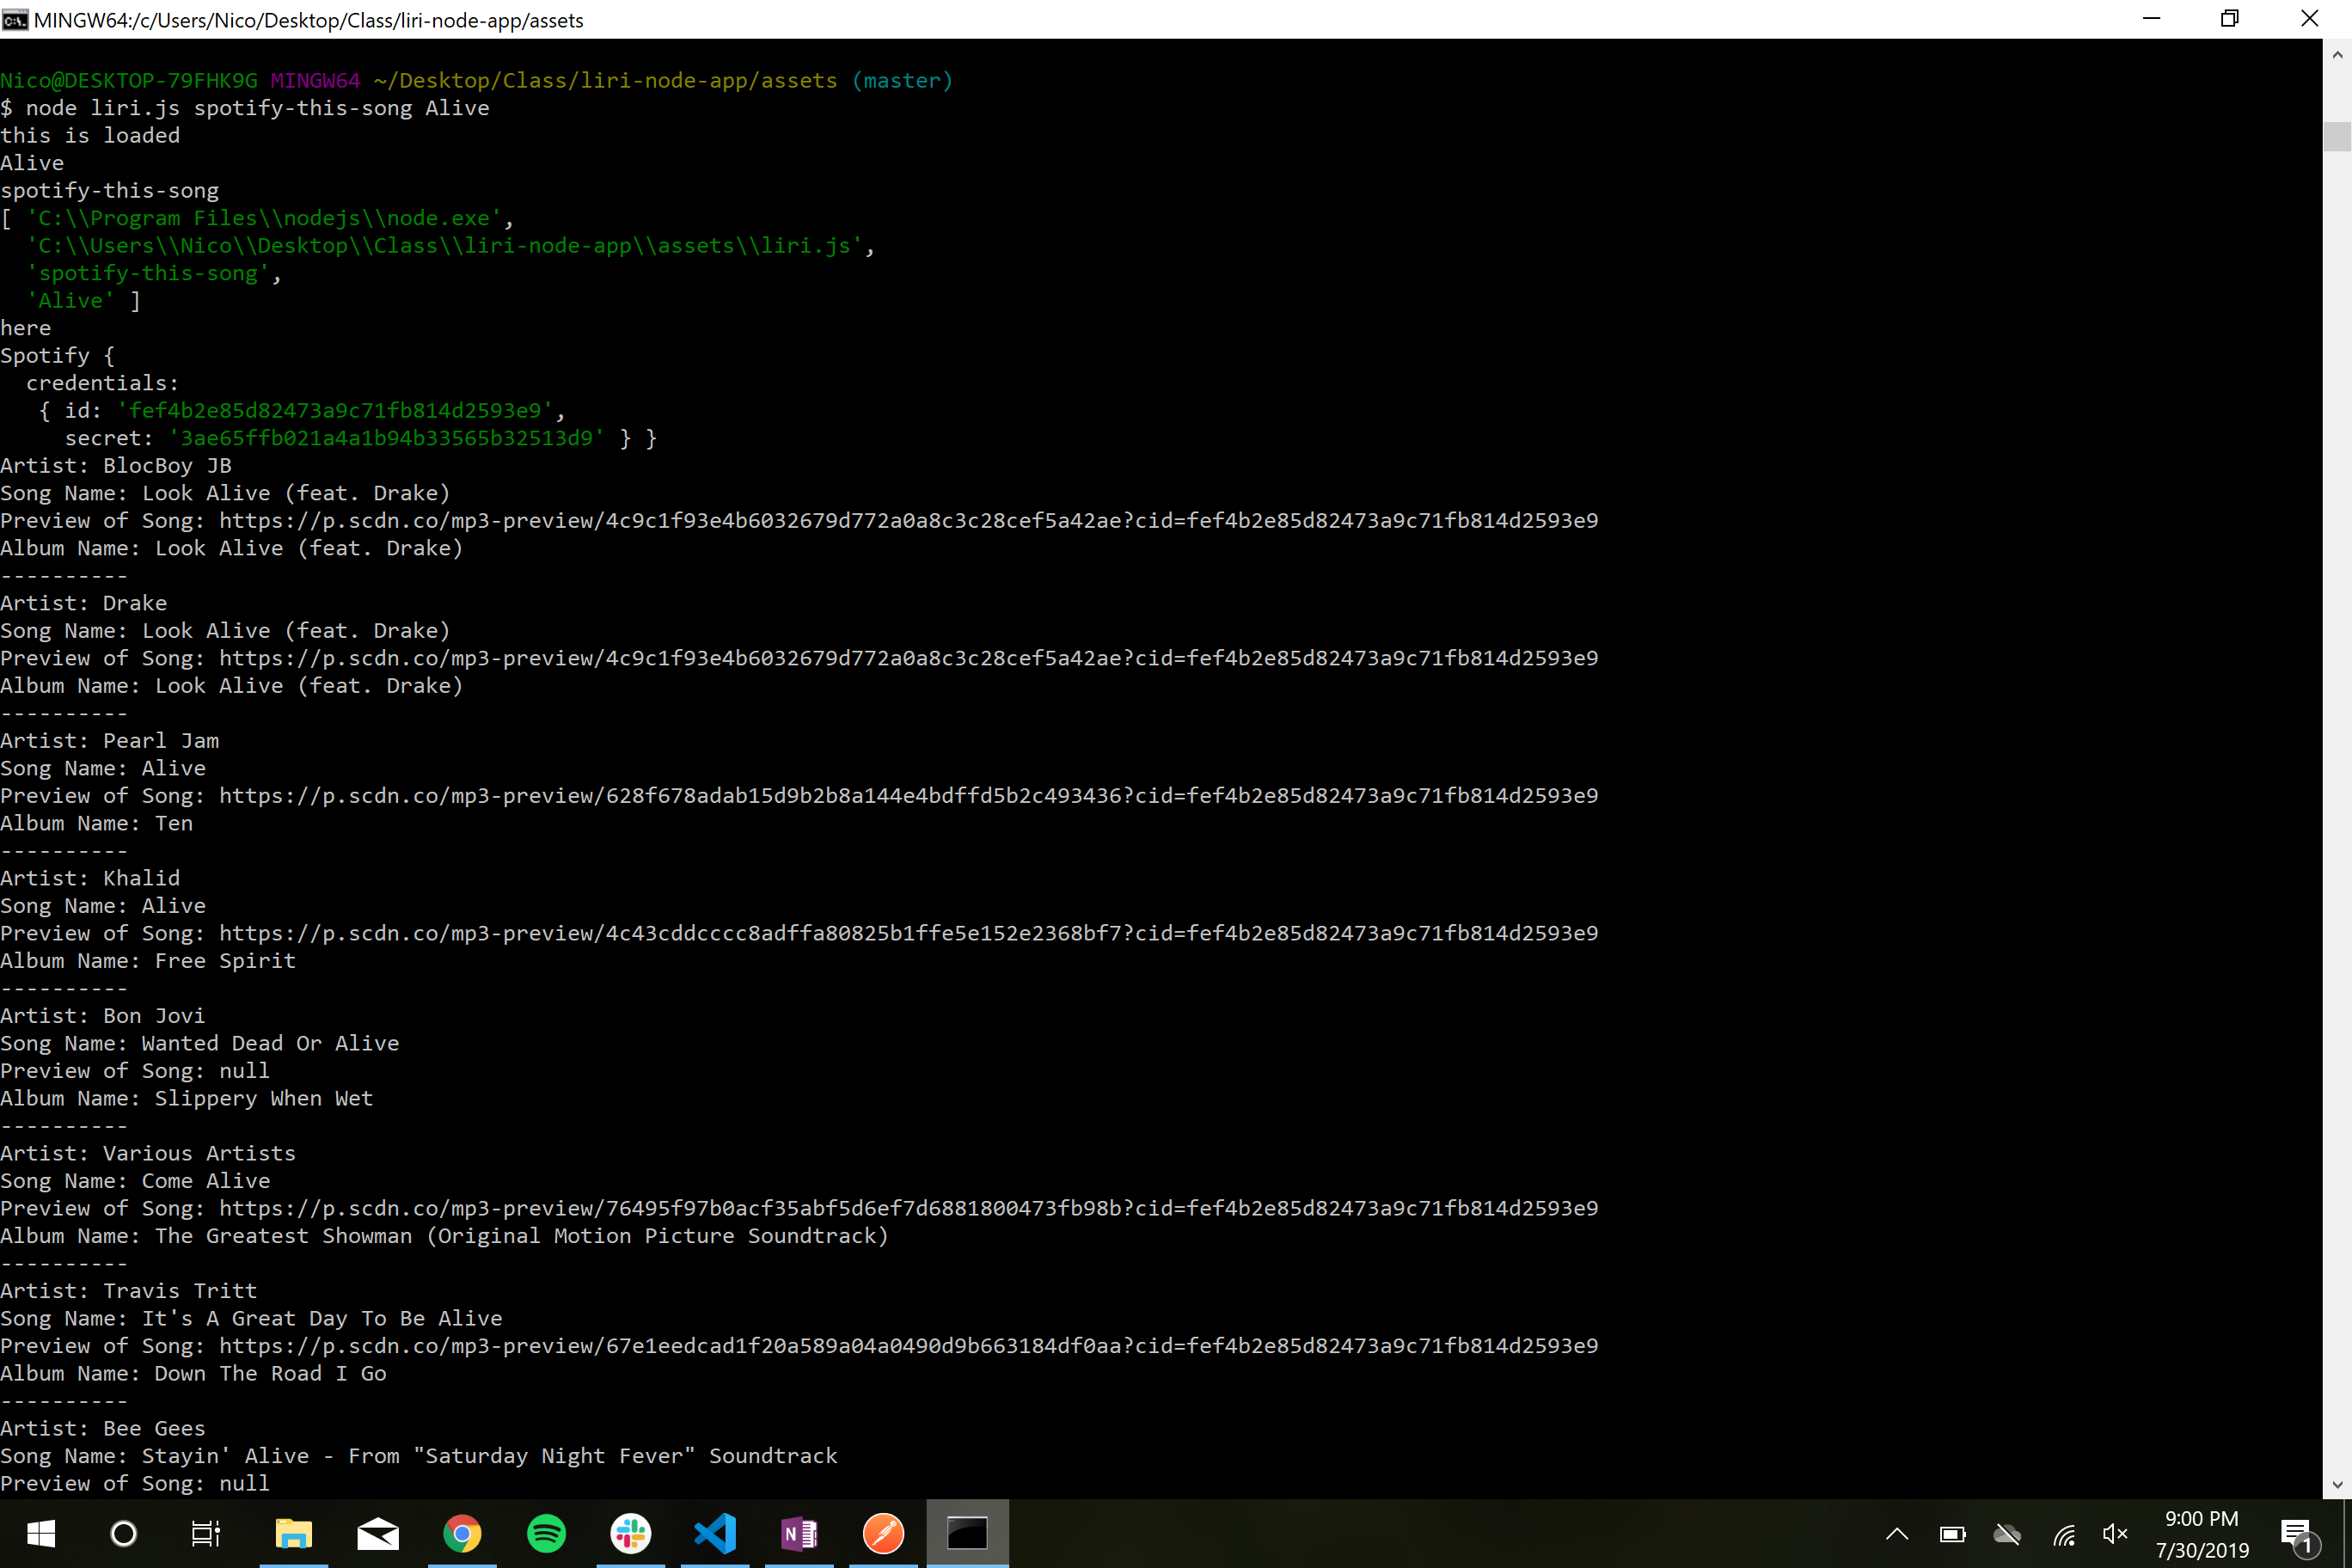 MINGW64:/c/Users/Nico/Desktop/Class/liri-node-app/assets
Nico@DESKTOP-79FHK9G MINGW64 ~/Desktop/Class/liri-node-app/assets (master)
$ node liri.js spotify-this-song Alive
this is loaded
Alive
spotify-this-song
[ 'C:\\Program Files\\nodejs\\node.exe',
  'C:\\Users\\Nico\\Desktop\\Class\\liri-node-app\\assets\\liri.js',
  'spotify-this-song',
  'Alive' ]
here
Spotify {
  credentials:
   { id: 'fef4b2e85d82473a9c71fb814d2593e9',
     secret: '3ae65ffb021a4a1b94b33565b32513d9' } }
Artist: BlocBoy JB
Song Name: Look Alive (feat. Drake)
Preview of Song: https://p.scdn.co/mp3-preview/4c9c1f93e4b6032679d772a0a8c3c28cef5a42ae?cid=fef4b2e85d82473a9c71fb814d2593e9
Album Name: Look Alive (feat. Drake)
----------
Artist: Drake
Song Name: Look Alive (feat. Drake)
Preview of Song: https://p.scdn.co/mp3-preview/4c9c1f93e4b6032679d772a0a8c3c28cef5a42ae?cid=fef4b2e85d82473a9c71fb814d2593e9
Album Name: Look Alive (feat. Drake)
----------
Artist: Pearl Jam
Song Name: Alive
Preview of Song: https://p.scdn.co/mp3-preview/628f678adab15d9b2b8a144e4bdffd5b2c493436?cid=fef4b2e85d82473a9c71fb814d2593e9
Album Name: Ten
----------
Artist: Khalid
Song Name: Alive
Preview of Song: https://p.scdn.co/mp3-preview/4c43cddcccc8adffa80825b1ffe5e152e2368bf7?cid=fef4b2e85d82473a9c71fb814d2593e9
Album Name: Free Spirit
----------
Artist: Bon Jovi
Song Name: Wanted Dead Or Alive
Preview of Song: null
Album Name: Slippery When Wet
----------
Artist: Various Artists
Song Name: Come Alive
Preview of Song: https://p.scdn.co/mp3-preview/76495f97b0acf35abf5d6ef7d6881800473fb98b?cid=fef4b2e85d82473a9c71fb814d2593e9
Album Name: The Greatest Showman (Original Motion Picture Soundtrack)
----------
Artist: Travis Tritt
Song Name: It's A Great Day To Be Alive
Preview of Song: https://p.scdn.co/mp3-preview/67e1eedcad1f20a589a04a0490d9b663184df0aa?cid=fef4b2e85d82473a9c71fb814d2593e9
Album Name: Down The Road I Go
----------
Artist: Bee Gees
Song Name: Stayin' Alive - From "Saturday Night Fever" Soundtrack
Preview of Song: null
9:00 PM
7/30/2019
1